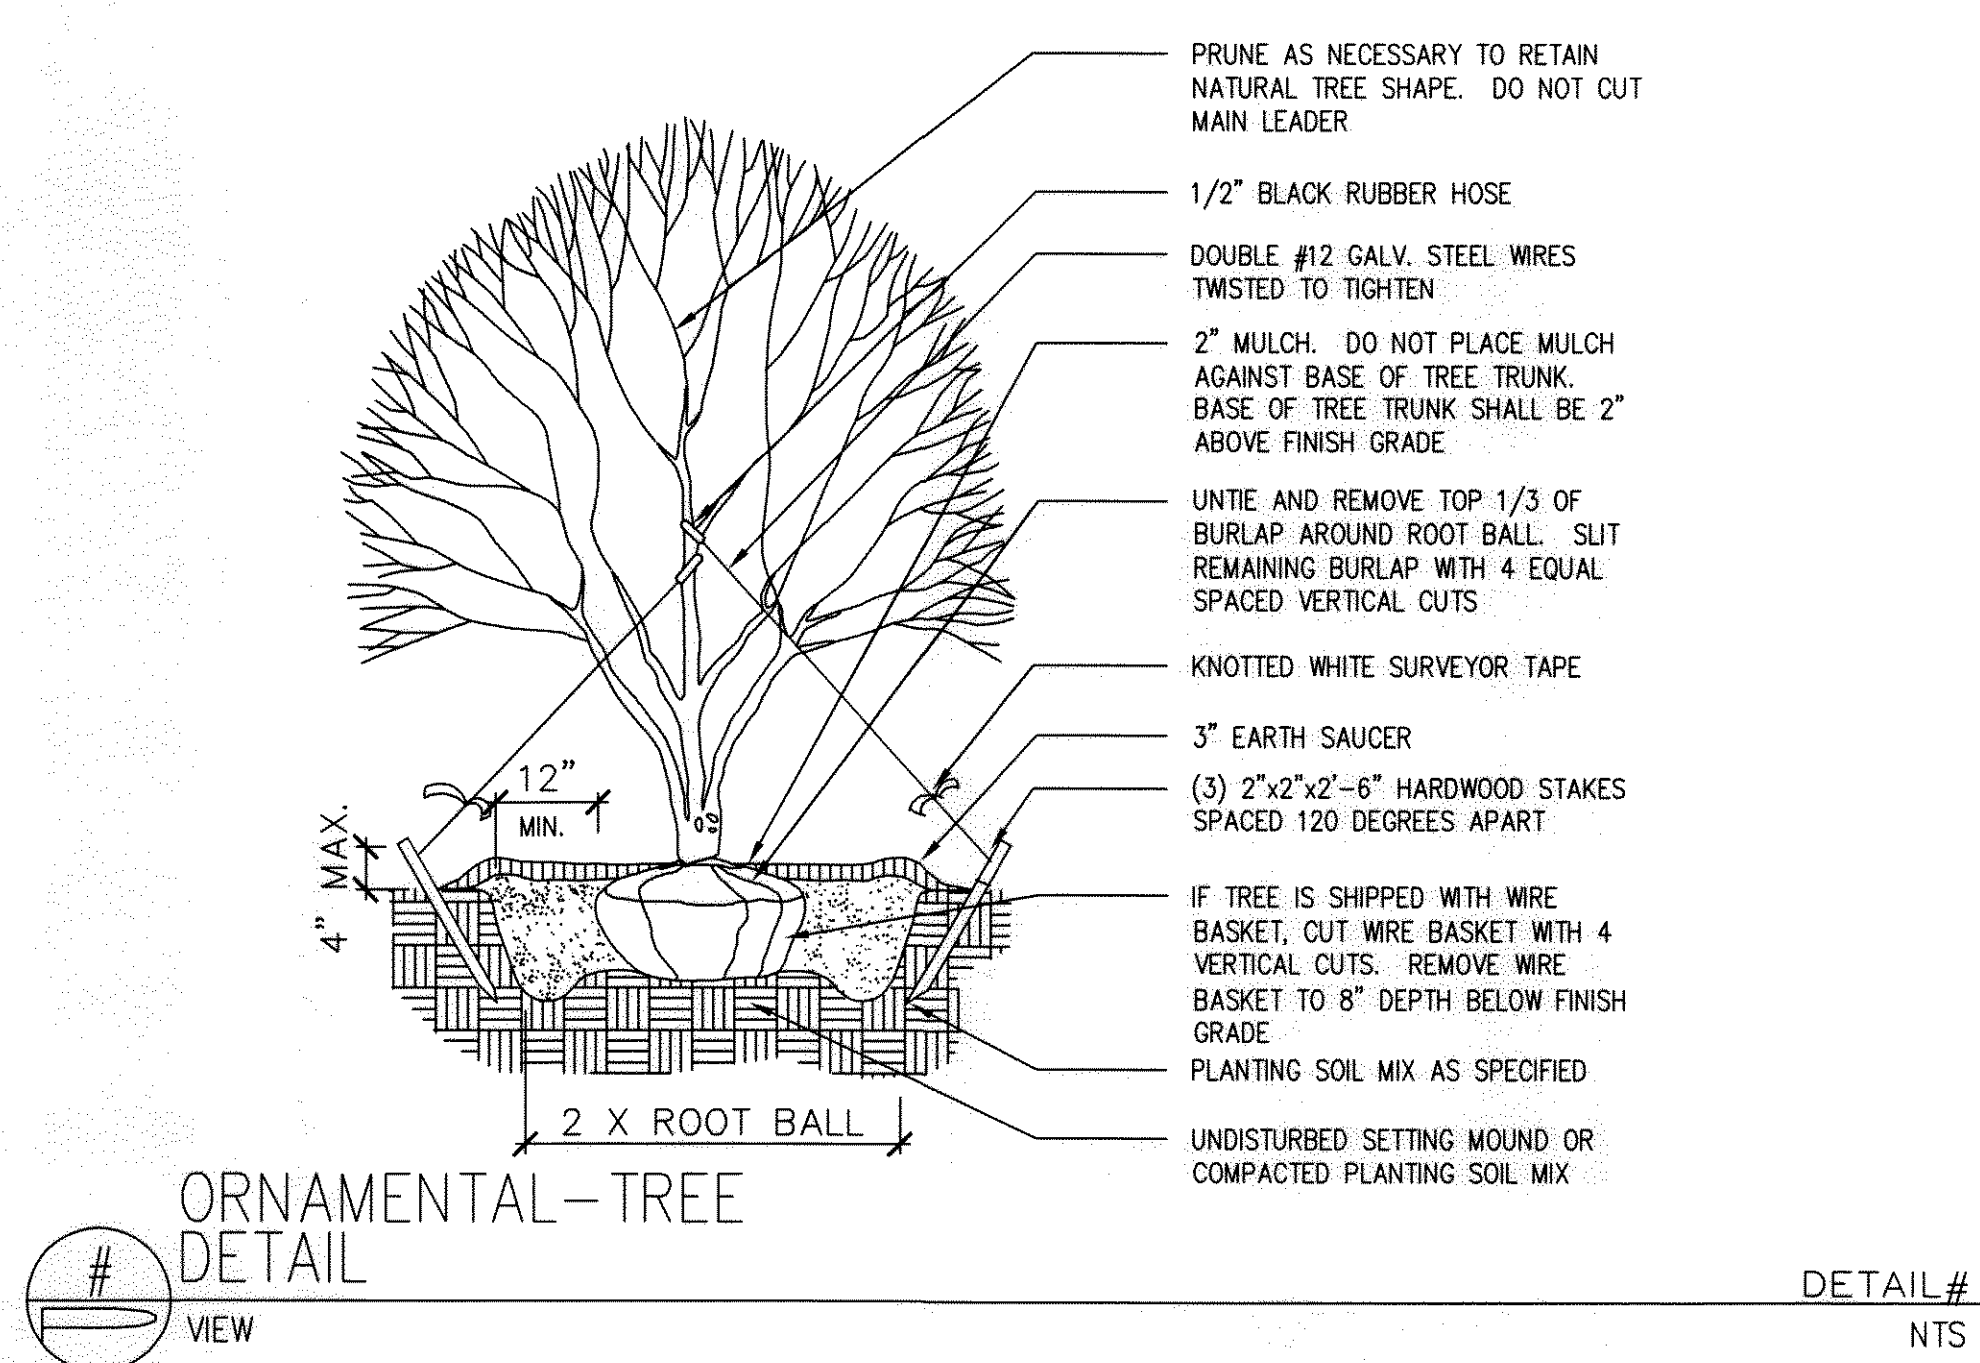 PRUNE AS NECESSARY TO RETAIN
NATURAL TREE SHAPE. DO NOT CUT
MAIN LEADER
1/2" BLACK RUBBER HOSE
DOUBLE #12 GALV. STEEL WIRES
TWISTED TO TIGHTEN
2" MULCH. DO NOT PLACE MULCH
AGAINST BASE OF TREE TRUNK.
BASE OF TREE TRUNK SHALL BE 2"
ABOVE FINISH GRADE
UNTIE AND REMOVE TOP 1/3 OF
BURLAP AROUND ROOT BALL. SLIT
REMAINING BURLAP WITH 4 EQUAL
SPACED VERTICAL CUTS
KNOTTED WHITE SURVEYOR TAPE
3" EARTH SAUCER
(3) 2"x2"x2'-6" HARDWOOD STAKES
SPACED 120 DEGREES APART
IF TREE IS SHIPPED WITH WIRE
BASKET, CUT WIRE BASKET WITH 4
VERTICAL CUTS. REMOVE WIRE
BASKET TO 8" DEPTH BELOW FINISH
GRADE
PLANTING SOIL MIX AS SPECIFIED
UNDISTURBED SETTING MOUND OR
COMPACTED PLANTING SOIL MIX
12"
MIN.
4" MAX.
2 X ROOT BALL
ORNAMENTAL-TREE
DETAIL
#
VIEW
DETAIL#
NTS